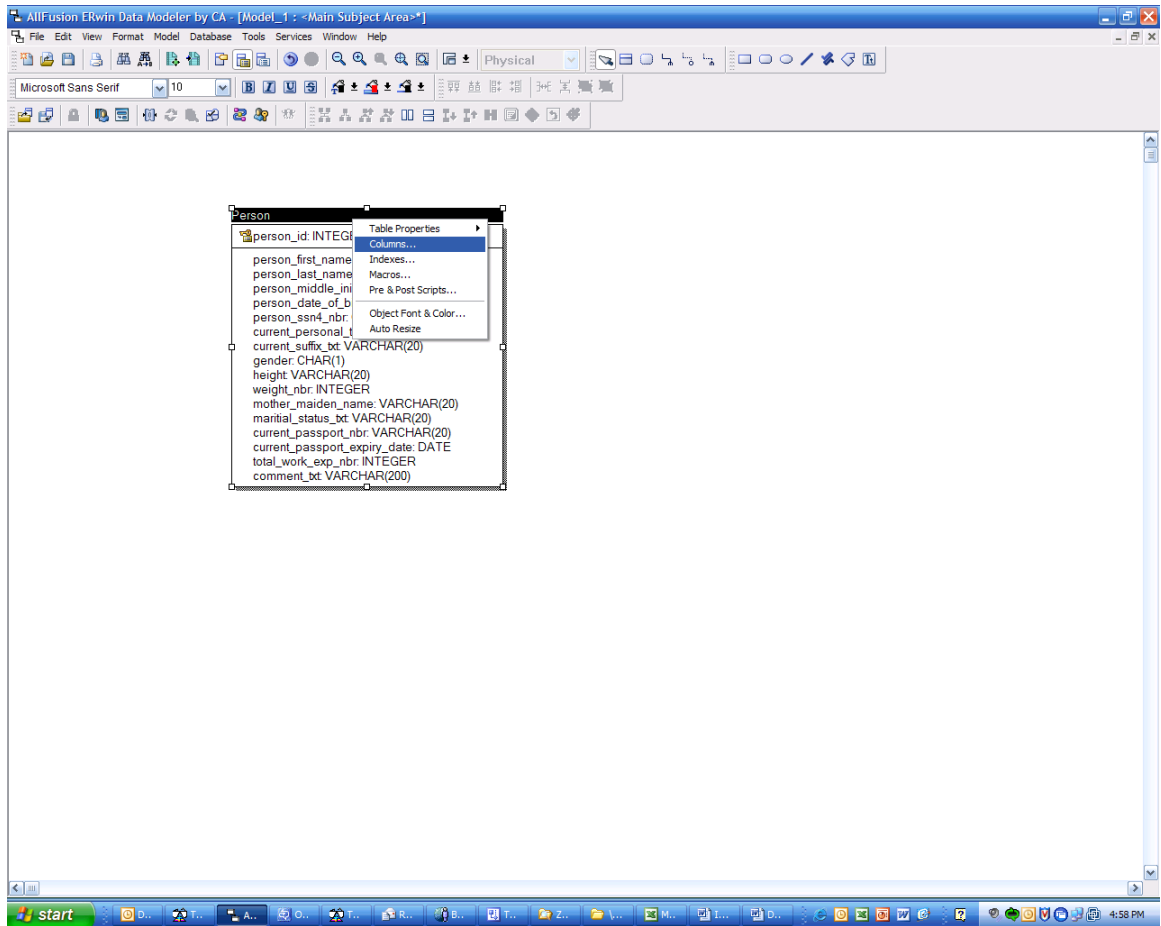 AllFusion ERwin Data Modeler by CA - [Model_1 : <Main Subject Area>*]
File Edit View Format Model Database Tools Services Window Help
Physical
Microsoft Sans Serif 10 B I U S
Person
person_id: INTEGE
person_first_name
person_last_name
person_middle_ini
person_date_of_b
person_ssn4_nbr:
current_personal_t
current_suffix_txt: VARCHAR(20)
gender: CHAR(1)
height: VARCHAR(20)
weight_nbr: INTEGER
mother_maiden_name: VARCHAR(20)
maritial_status_txt: VARCHAR(20)
current_passport_nbr: VARCHAR(20)
current_passport_expiry_date: DATE
total_work_exp_nbr: INTEGER
comment_txt: VARCHAR(200)
Table Properties
Columns...
Indexes...
Macros...
Pre & Post Scripts...
Object Font & Color...
Auto Resize
start D.. T.. A.. O.. T.. R.. B.. T.. Z.. \.. M.. I... D.. 4:58 PM